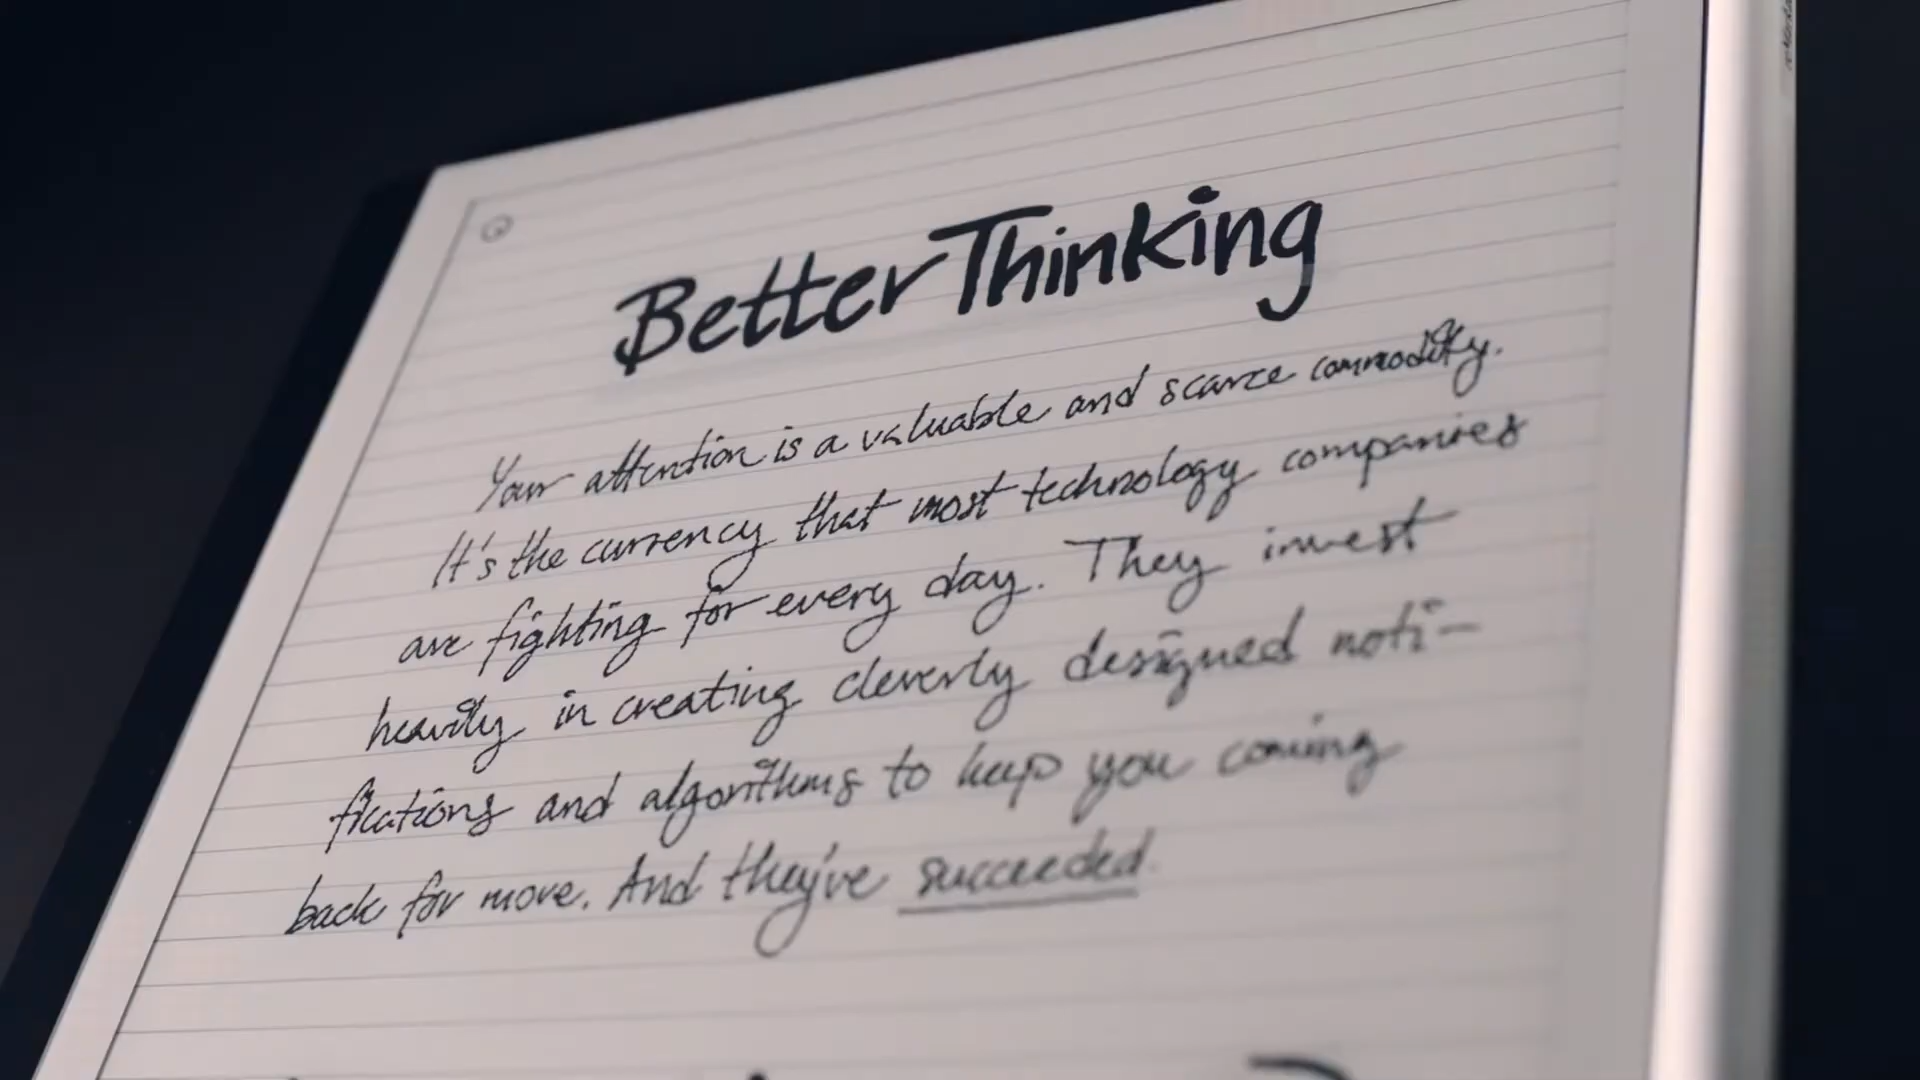 Better Thinking
Your attention is a valuable and scarce commodity.
It's the currency that most technology companies
are fighting for every day. They invest
heavily in creating cleverly designed noti-
fications and algorithms to keep you coming
back for more. And they've succeeded.